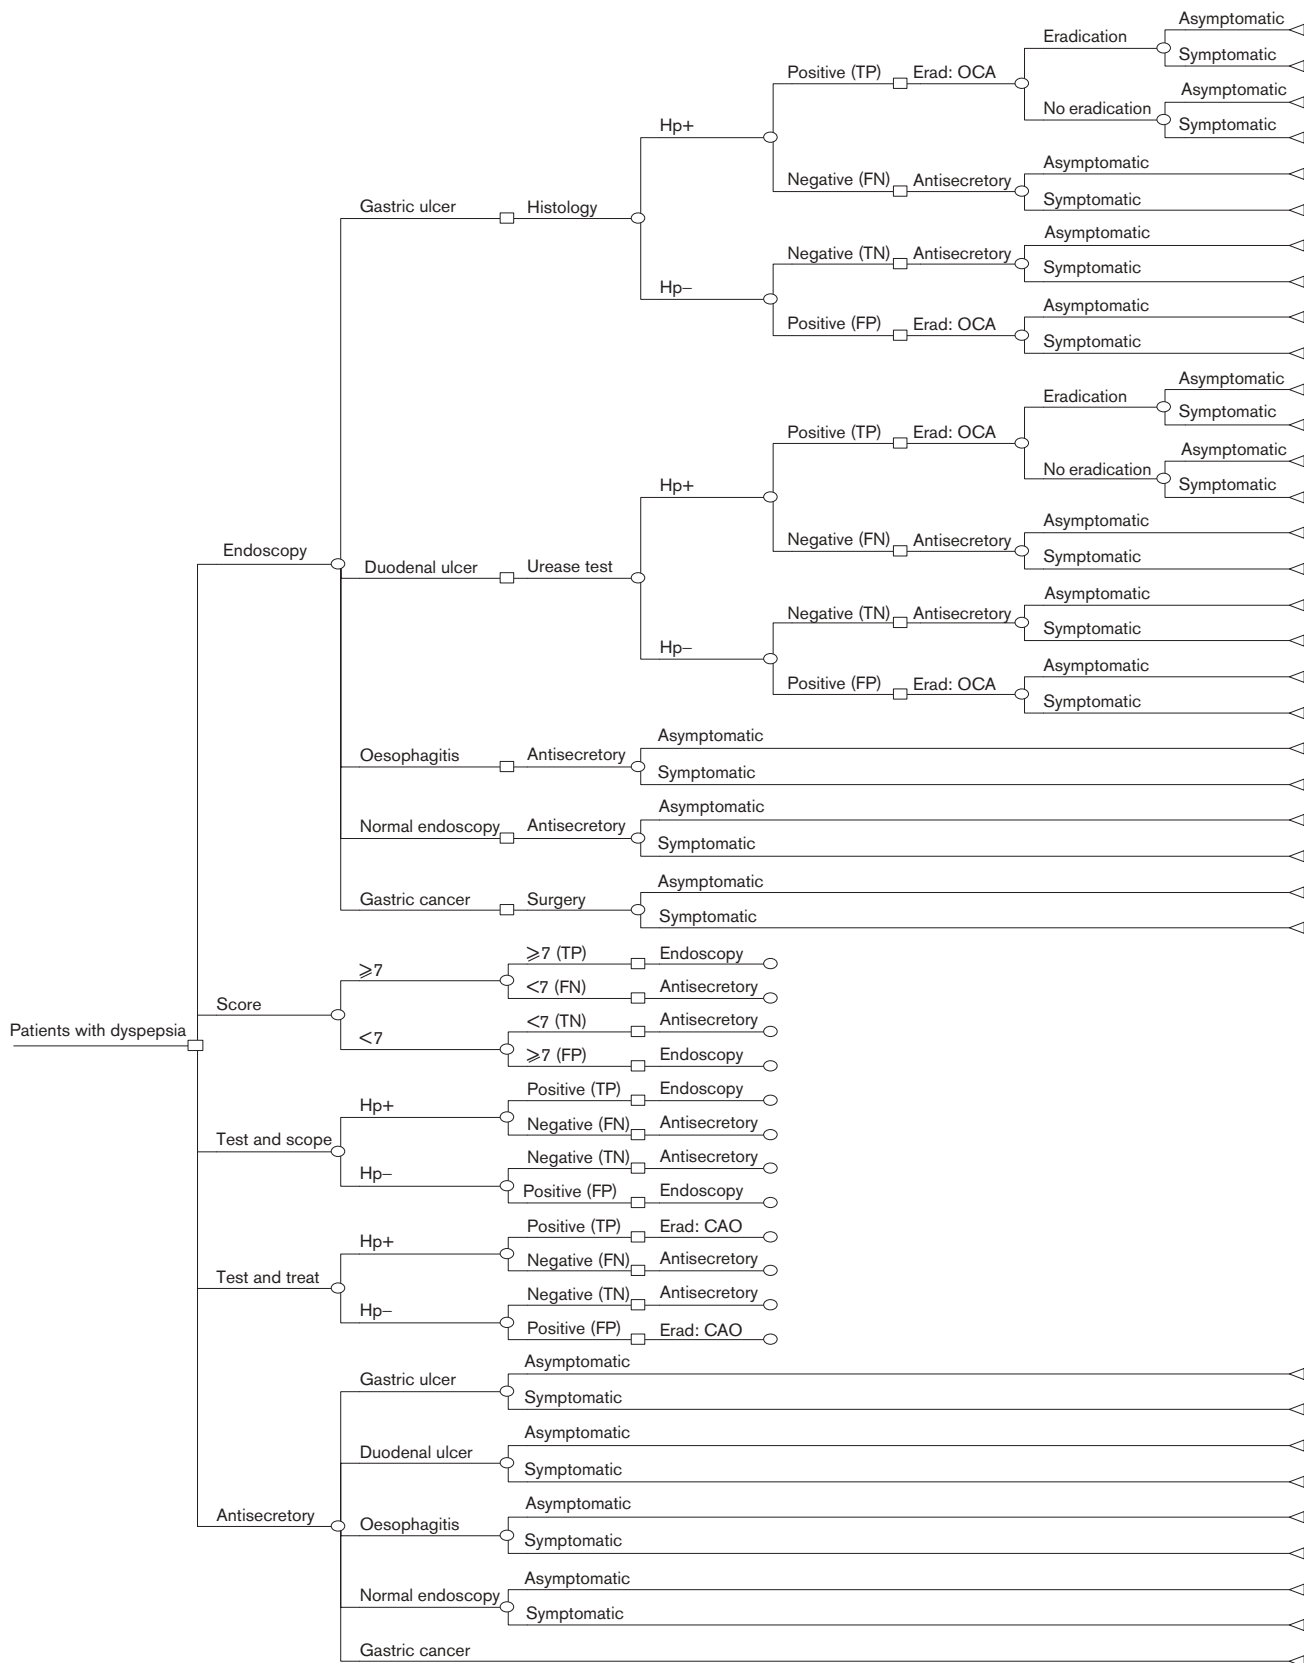 Asymptomatic
Eradication
Symptomatic
Positive (TP) Erad: OCA
Asymptomatic
No eradication
Symptomatic
Hp+
Asymptomatic
Negative (FN) Antisecretory
Symptomatic
Gastric ulcer Histology
Asymptomatic
Negative (TN) Antisecretory
Symptomatic
Hp–
Asymptomatic
Positive (FP) Erad: OCA
Symptomatic
Asymptomatic
Eradication
Symptomatic
Positive (TP) Erad: OCA
Asymptomatic
No eradication
Symptomatic
Hp+
Asymptomatic
Negative (FN) Antisecretory
Symptomatic
Endoscopy
Duodenal ulcer Urease test
Asymptomatic
Negative (TN) Antisecretory
Symptomatic
Hp–
Asymptomatic
Positive (FP) Erad: OCA
Symptomatic
Asymptomatic
Oesophagitis Antisecretory
Symptomatic
Asymptomatic
Normal endoscopy Antisecretory
Symptomatic
Asymptomatic
Gastric cancer Surgery
Symptomatic
⩾7 (TP) Endoscopy
⩾7
<7 (FN) Antisecretory
Score
<7 (TN) Antisecretory
<7
⩾7 (FP) Endoscopy
Patients with dyspepsia
Positive (TP) Endoscopy
Hp+
Negative (FN) Antisecretory
Test and scope
Negative (TN) Antisecretory
Hp–
Positive (FP) Endoscopy
Positive (TP) Erad: CAO
Hp+
Negative (FN) Antisecretory
Test and treat
Negative (TN) Antisecretory
Hp–
Positive (FP) Erad: CAO
Asymptomatic
Gastric ulcer
Symptomatic
Asymptomatic
Duodenal ulcer
Symptomatic
Antisecretory
Asymptomatic
Oesophagitis
Symptomatic
Asymptomatic
Normal endoscopy
Symptomatic
Gastric cancer